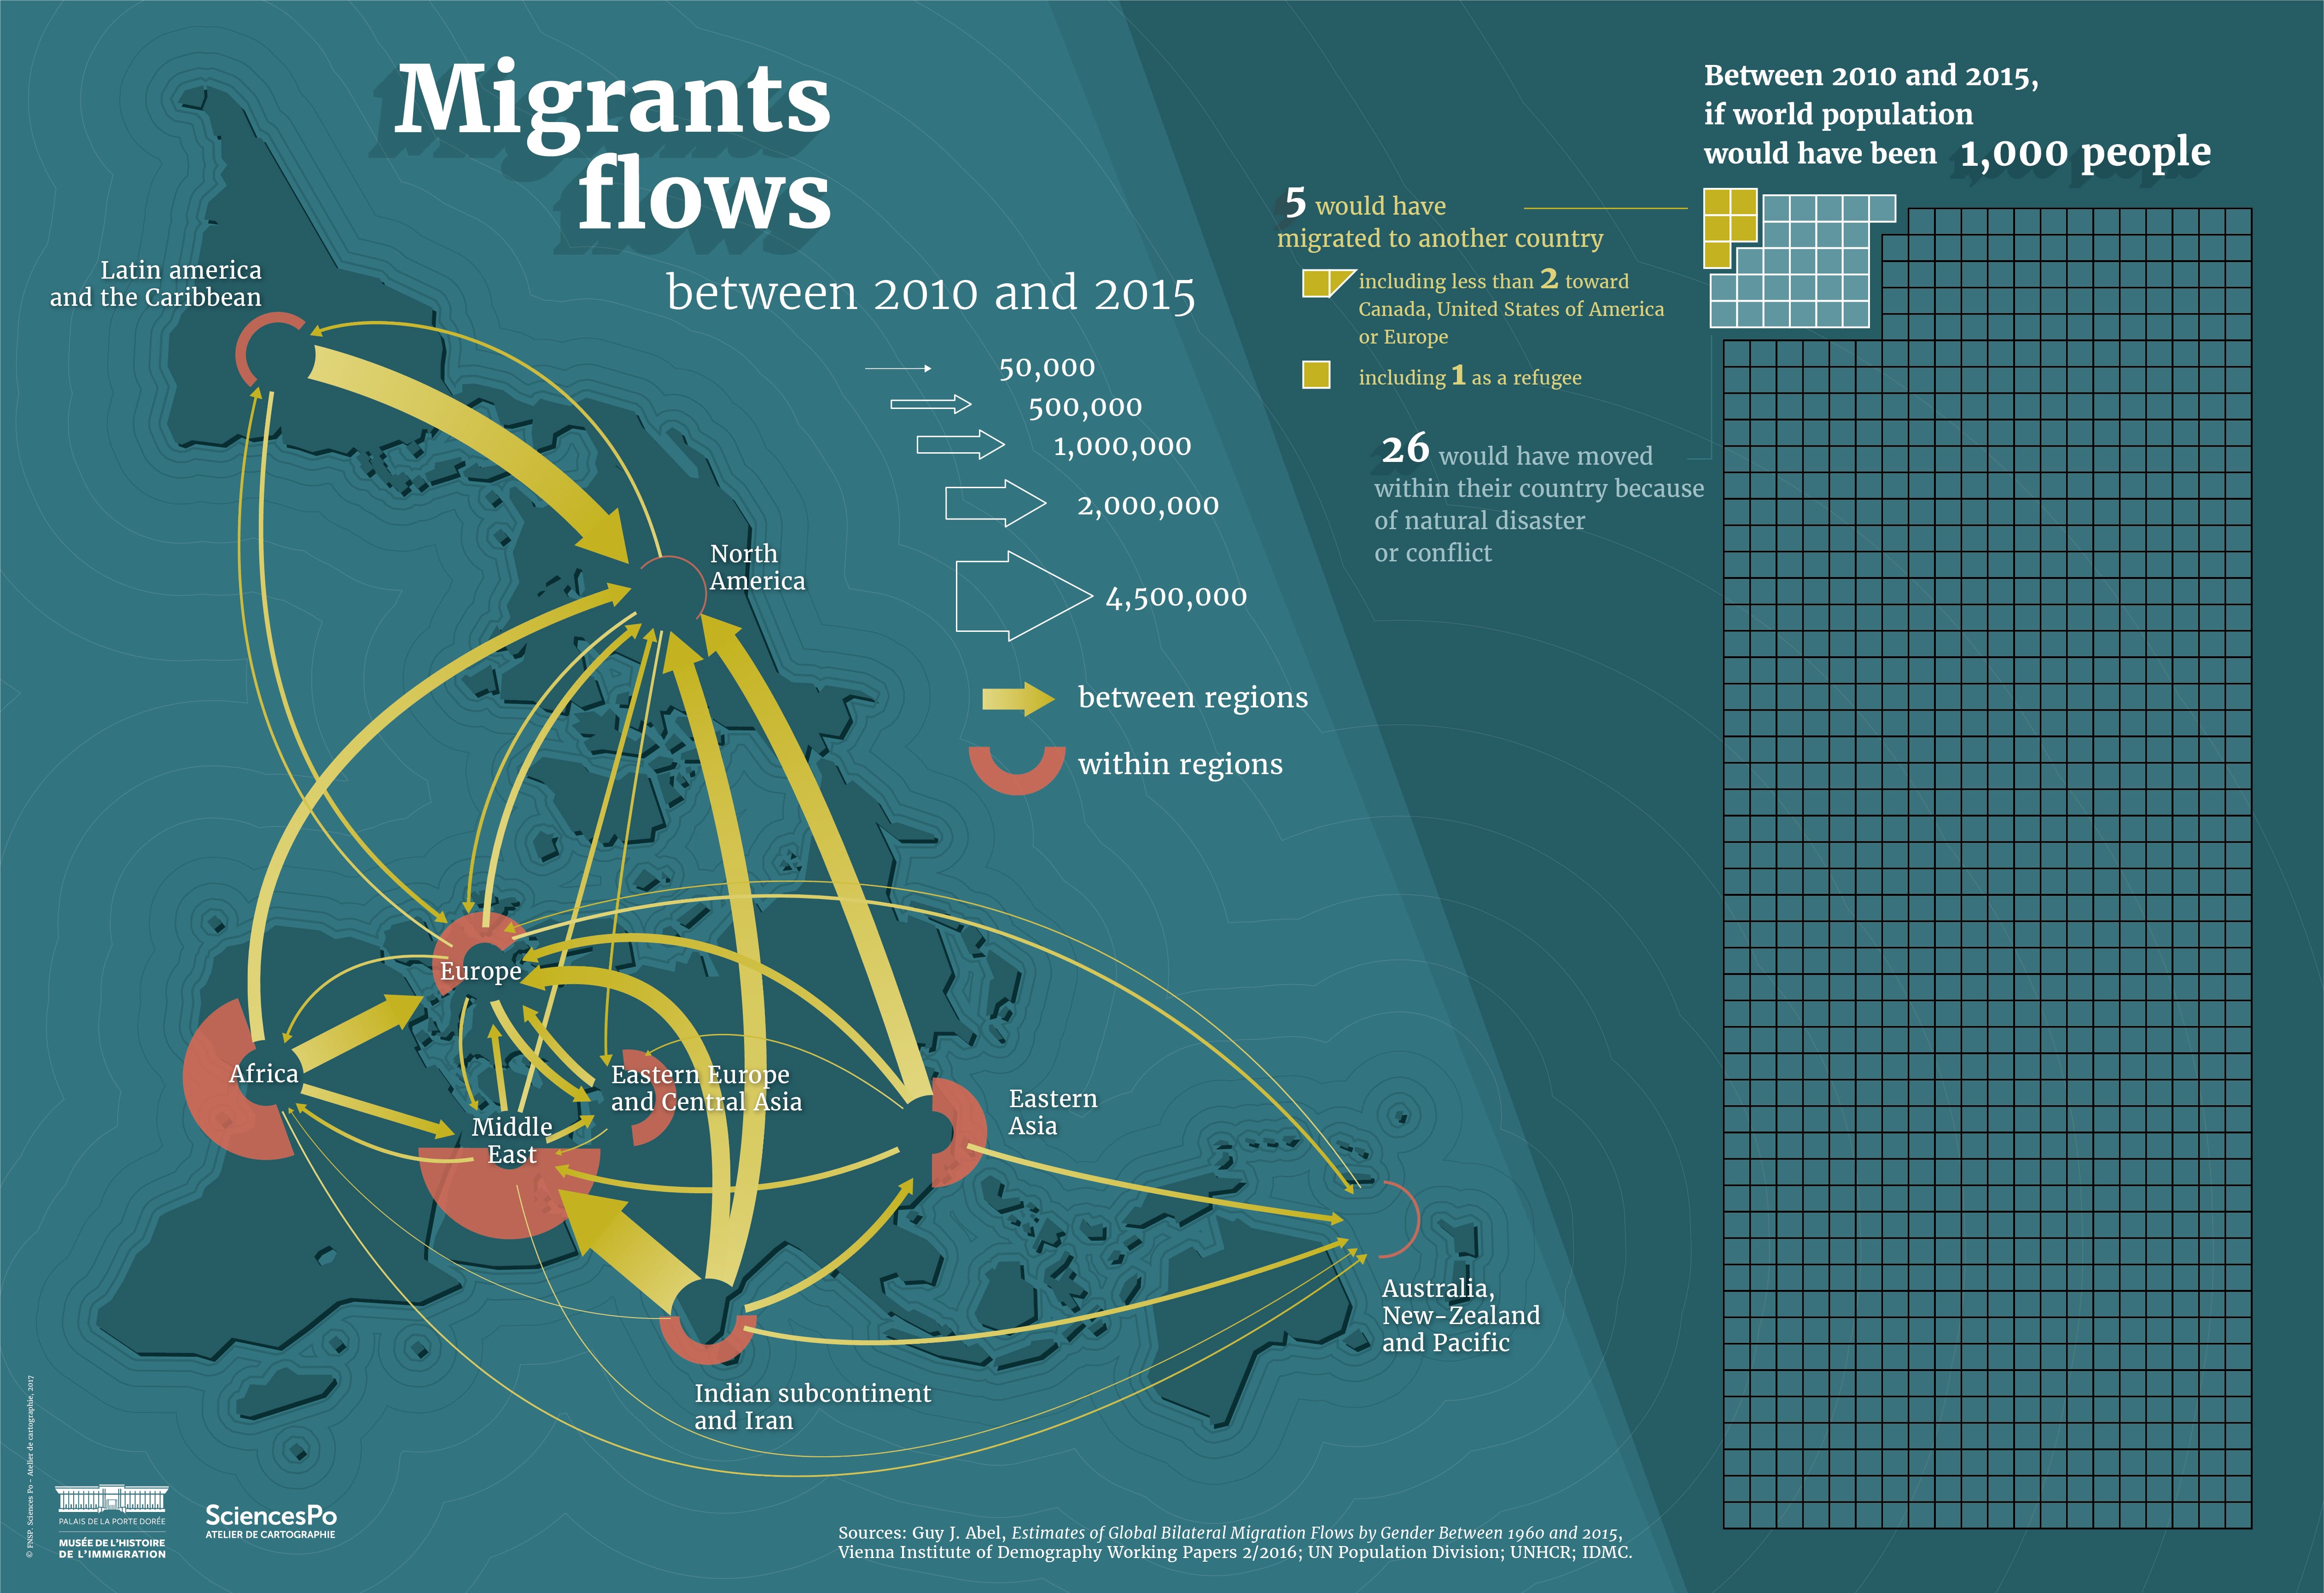 Migrants
flows
between 2010 and 2015
50,000
500,000
1,000,000
2,000,000
4,500,000
between regions
within regions
Latin america
and the Caribbean
North
America
Europe
Africa
Eastern Europe
and Central Asia
Middle
East
Eastern
Asia
Australia,
New-Zealand
and Pacific
Indian subcontinent
and Iran
Between 2010 and 2015,
if world population
would have been 1,000 people
5 would have
migrated to another country
including less than 2 toward
Canada, United States of America
or Europe
including 1 as a refugee
26 would have moved
within their country because
of natural disaster
or conflict
© FNSP. Sciences Po - Atelier de cartographie, 2017
PALAIS DE LA PORTE DORÉE
MUSÉE DE L'HISTOIRE
DE L'IMMIGRATION
SciencesPo
ATELIER DE CARTOGRAPHIE
Sources: Guy J. Abel, Estimates of Global Bilateral Migration Flows by Gender Between 1960 and 2015,
Vienna Institute of Demography Working Papers 2/2016; UN Population Division; UNHCR; IDMC.